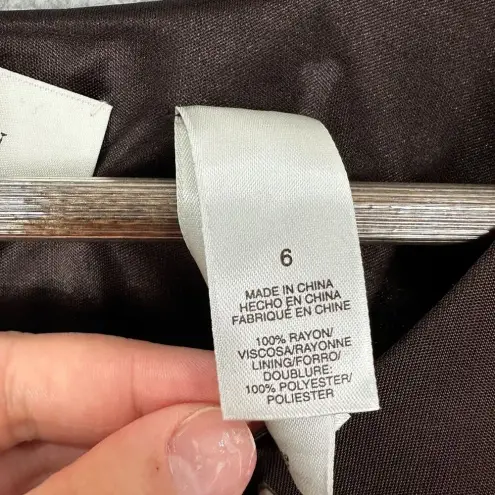 6
MADE IN CHINA
HECHO EN CHINA
FABRIQUÉ EN CHINE
100% RAYON/
VISCOSA/RAYONNE
LINING/FORRO/
DOUBLURE:
100% POLYESTER/
POLIESTER